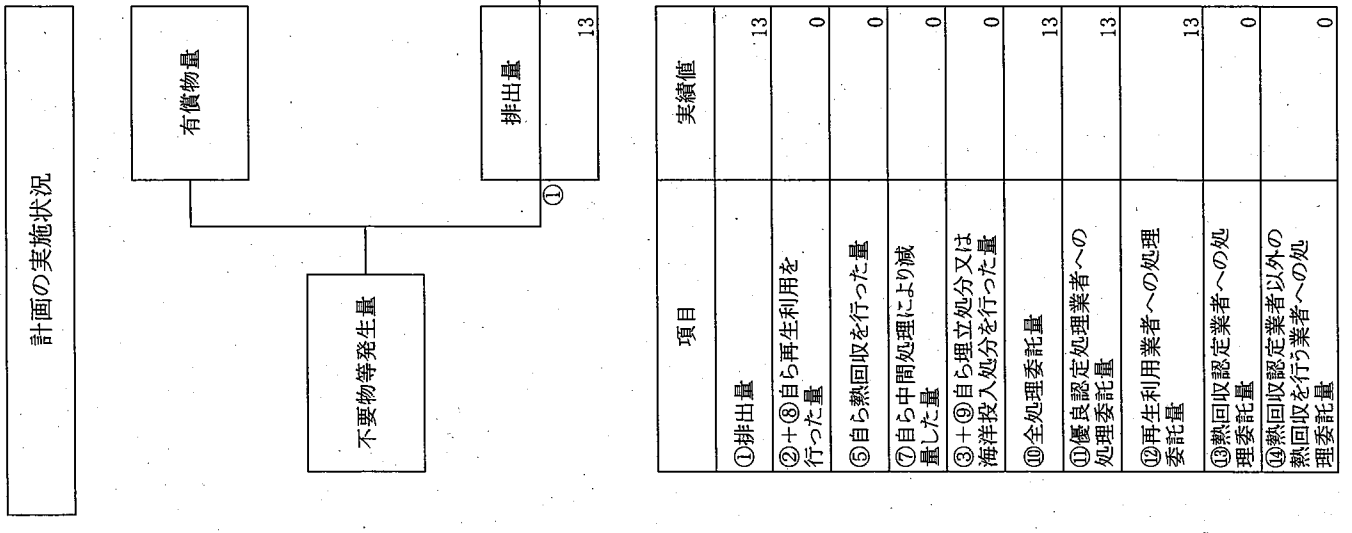 計画の実施状況
有償物量
不要物等発生量
排出量
①
13
項目
実績値
①排出量
13
②+⑧自ら再生利用を
行った量
0
⑤自ら熱回収を行った量
0
⑦自ら中間処理により減
量した量
0
③+⑨自ら埋立処分又は
海洋投入処分を行った量
0
⑩全処理委託量
13
⑪優良認定処理業者への
処理委託量
13
⑫再生利用業者への処理
委託量
13
⑬熱回収認定業者への処
理委託量
0
⑭熱回収認定業者以外の
熱回収を行う業者への処
理委託量
0